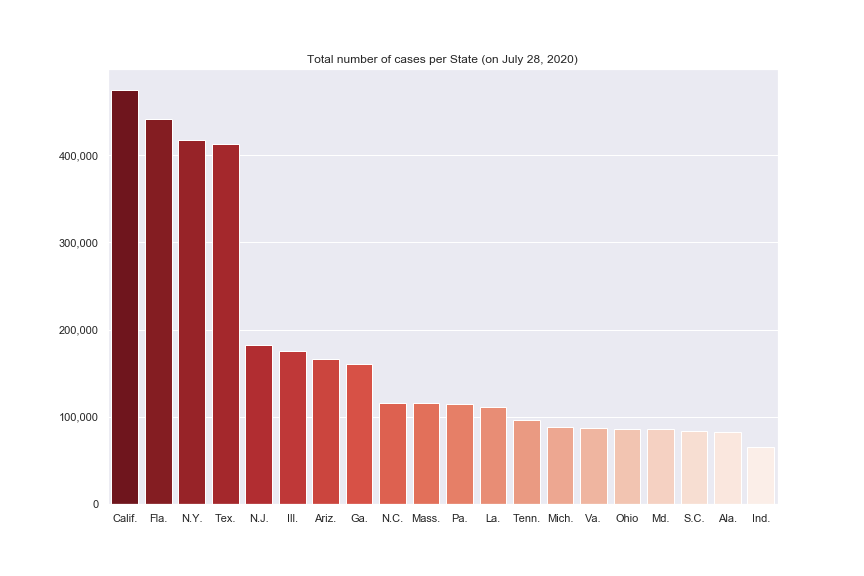 Total number of cases per State (on July 28, 2020)
400,000
300,000
200,000
100,000
0
Calif. Fla. N.Y. Tex. N.J. Ill. Ariz. Ga. N.C. Mass. Pa. La. Tenn. Mich. Va. Ohio Md. S.C. Ala. Ind.